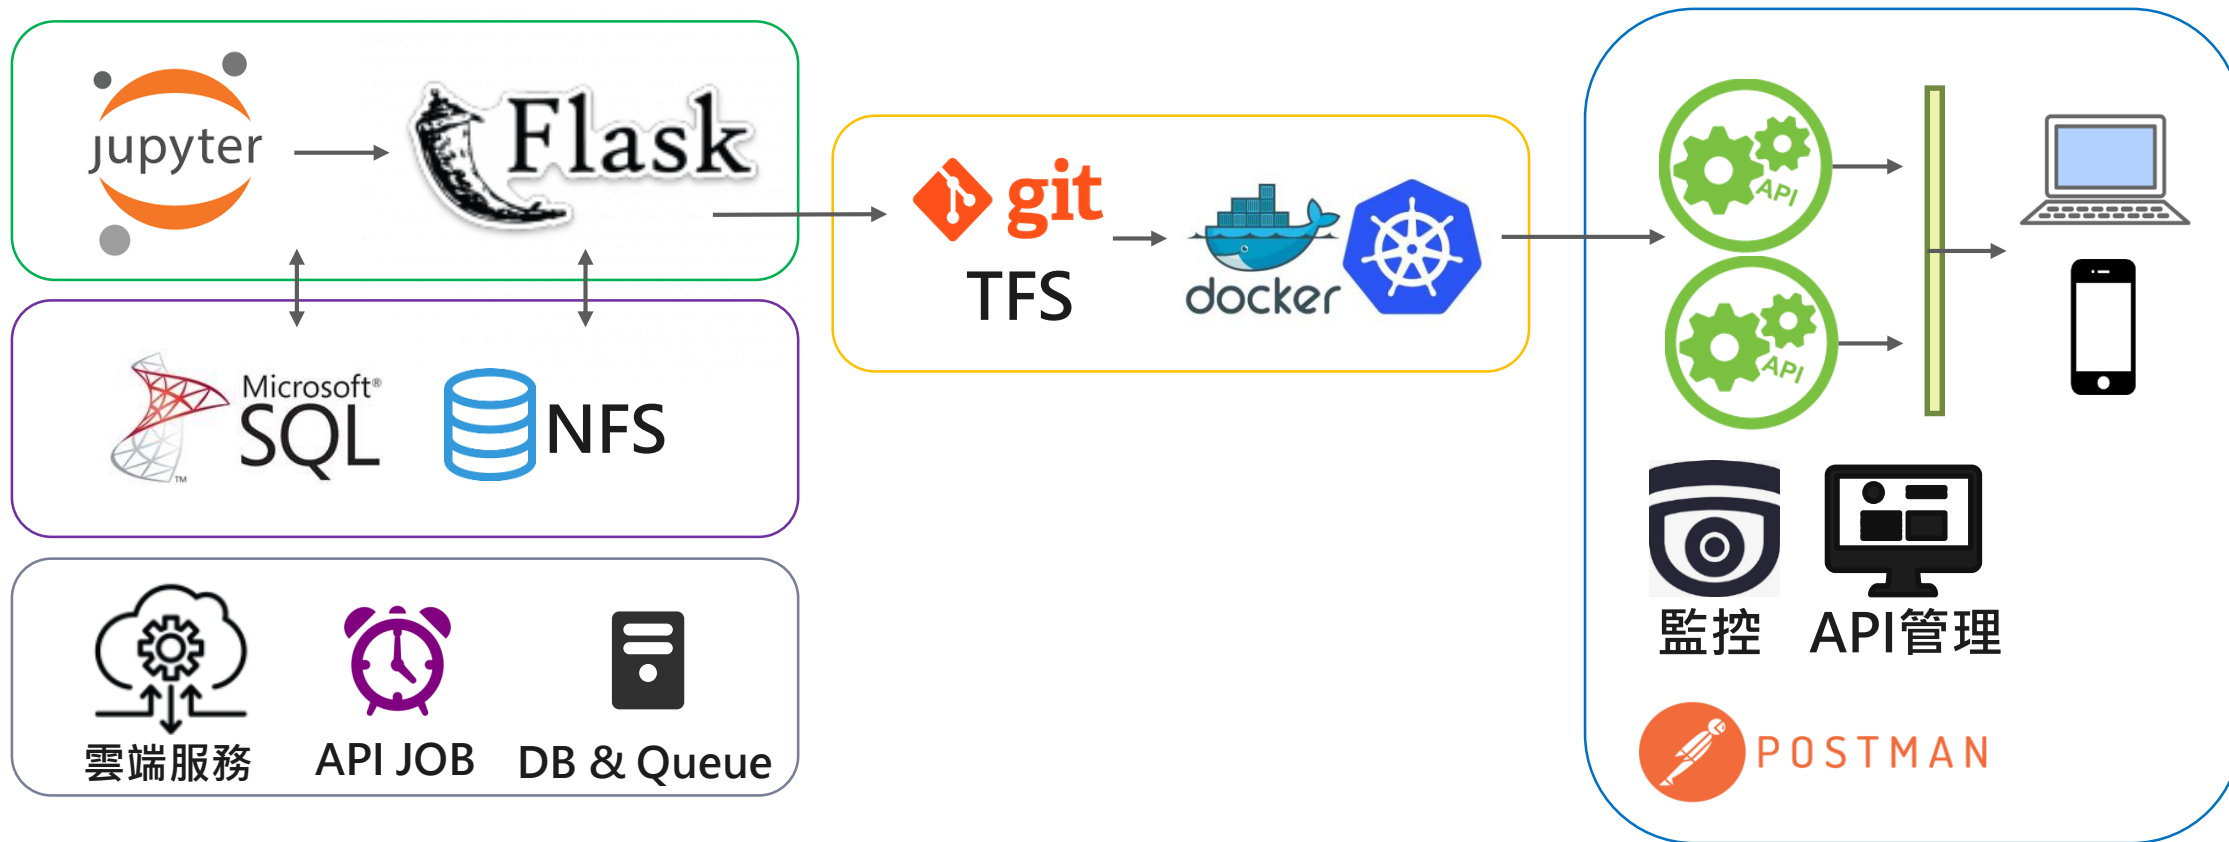 jupyter
Flask
git
TFS
docker
Microsoft®
SQL
TM
NFS
雲端服務
API JOB
DB & Queue
API
API
監控
API管理
POSTMAN